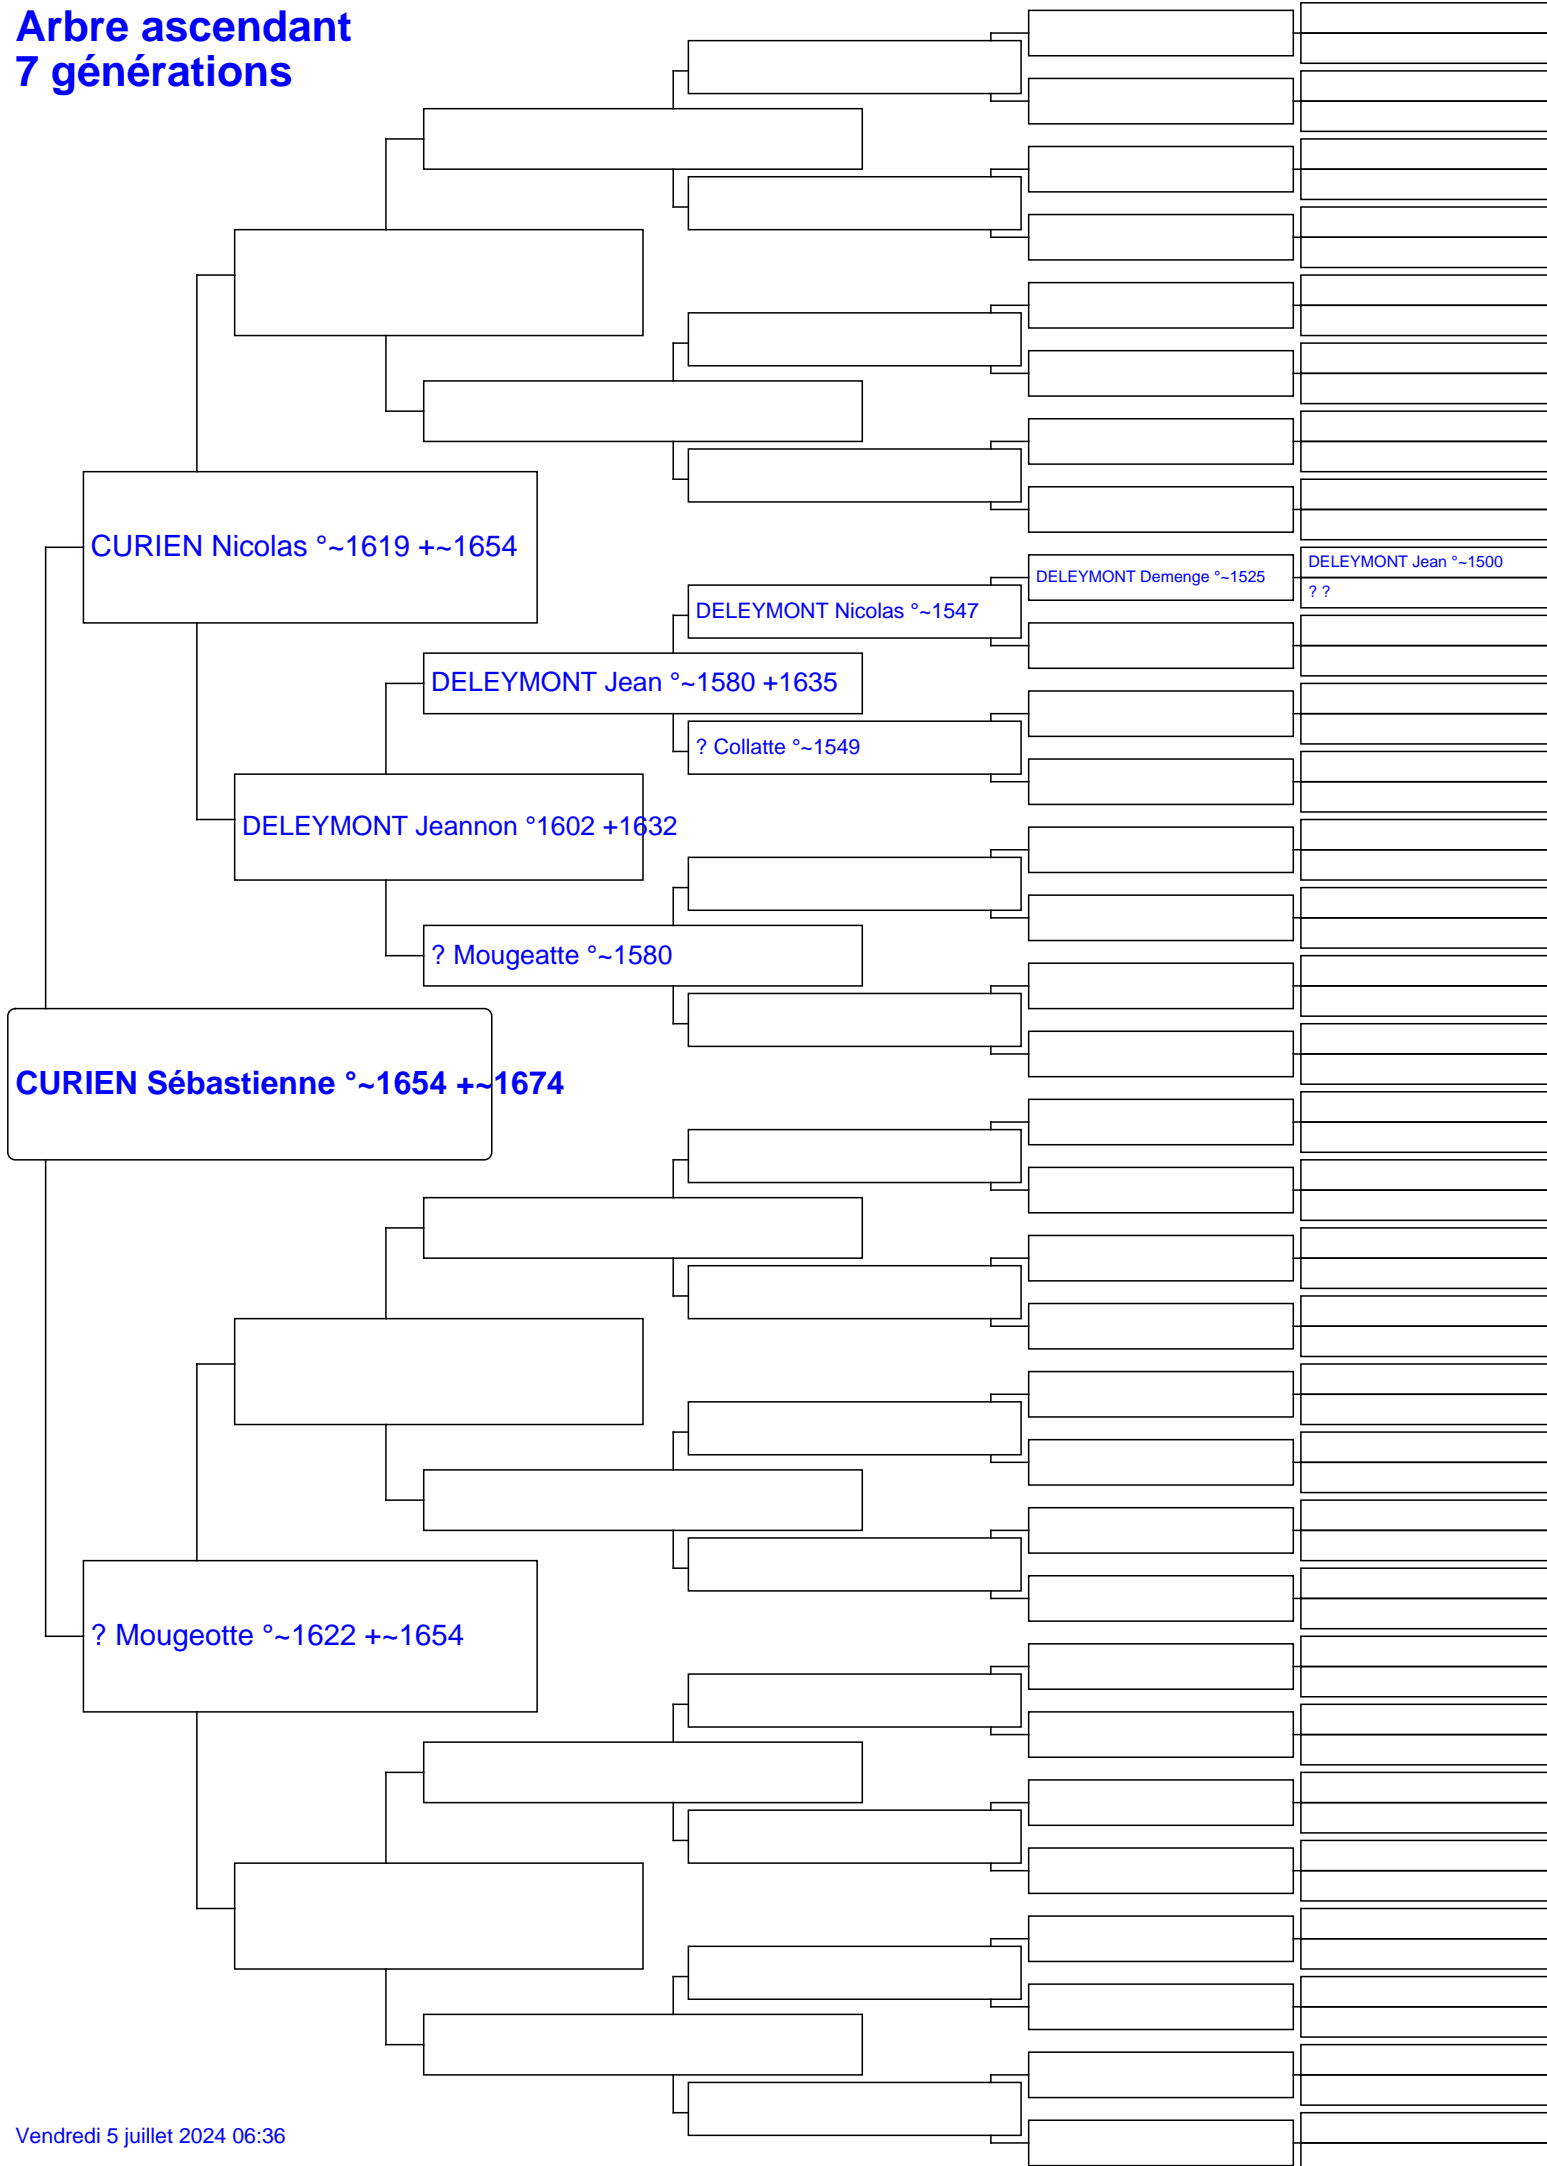 Arbre ascendant
7 générations
CURIEN Nicolas °~1619 +~1654
DELEYMONT Demenge °~1525
DELEYMONT Jean °~1500
? ?
DELEYMONT Nicolas °~1547
DELEYMONT Jean °~1580 +1635
? Collatte °~1549
DELEYMONT Jeannon °1602 +1632
? Mougeatte °~1580
CURIEN Sébastienne °~1654 +~1674
? Mougeotte °~1622 +~1654
Vendredi 5 juillet 2024 06:36